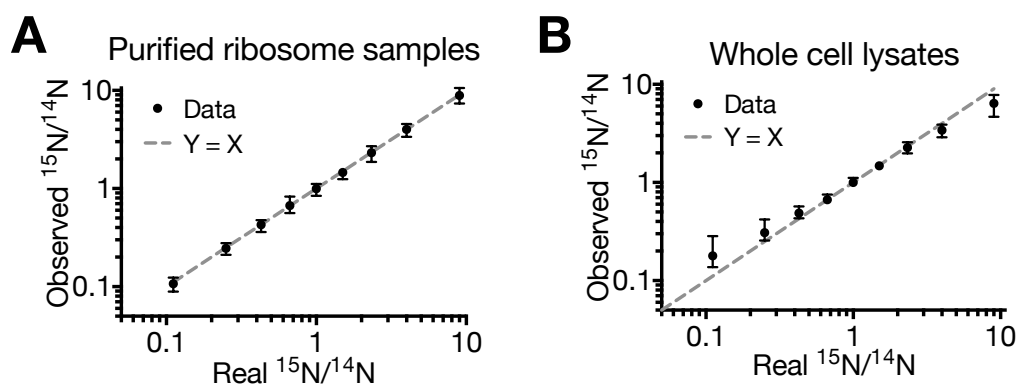 A
Purified ribosome samples
Observed ¹⁵N/¹⁴N
10
1
0.1
Data
Y = X
0.1
1
10
Real ¹⁵N/¹⁴N
B
Whole cell lysates
Observed ¹⁵N/¹⁴N
10
1
0.1
Data
Y = X
0.1
1
10
Real ¹⁵N/¹⁴N